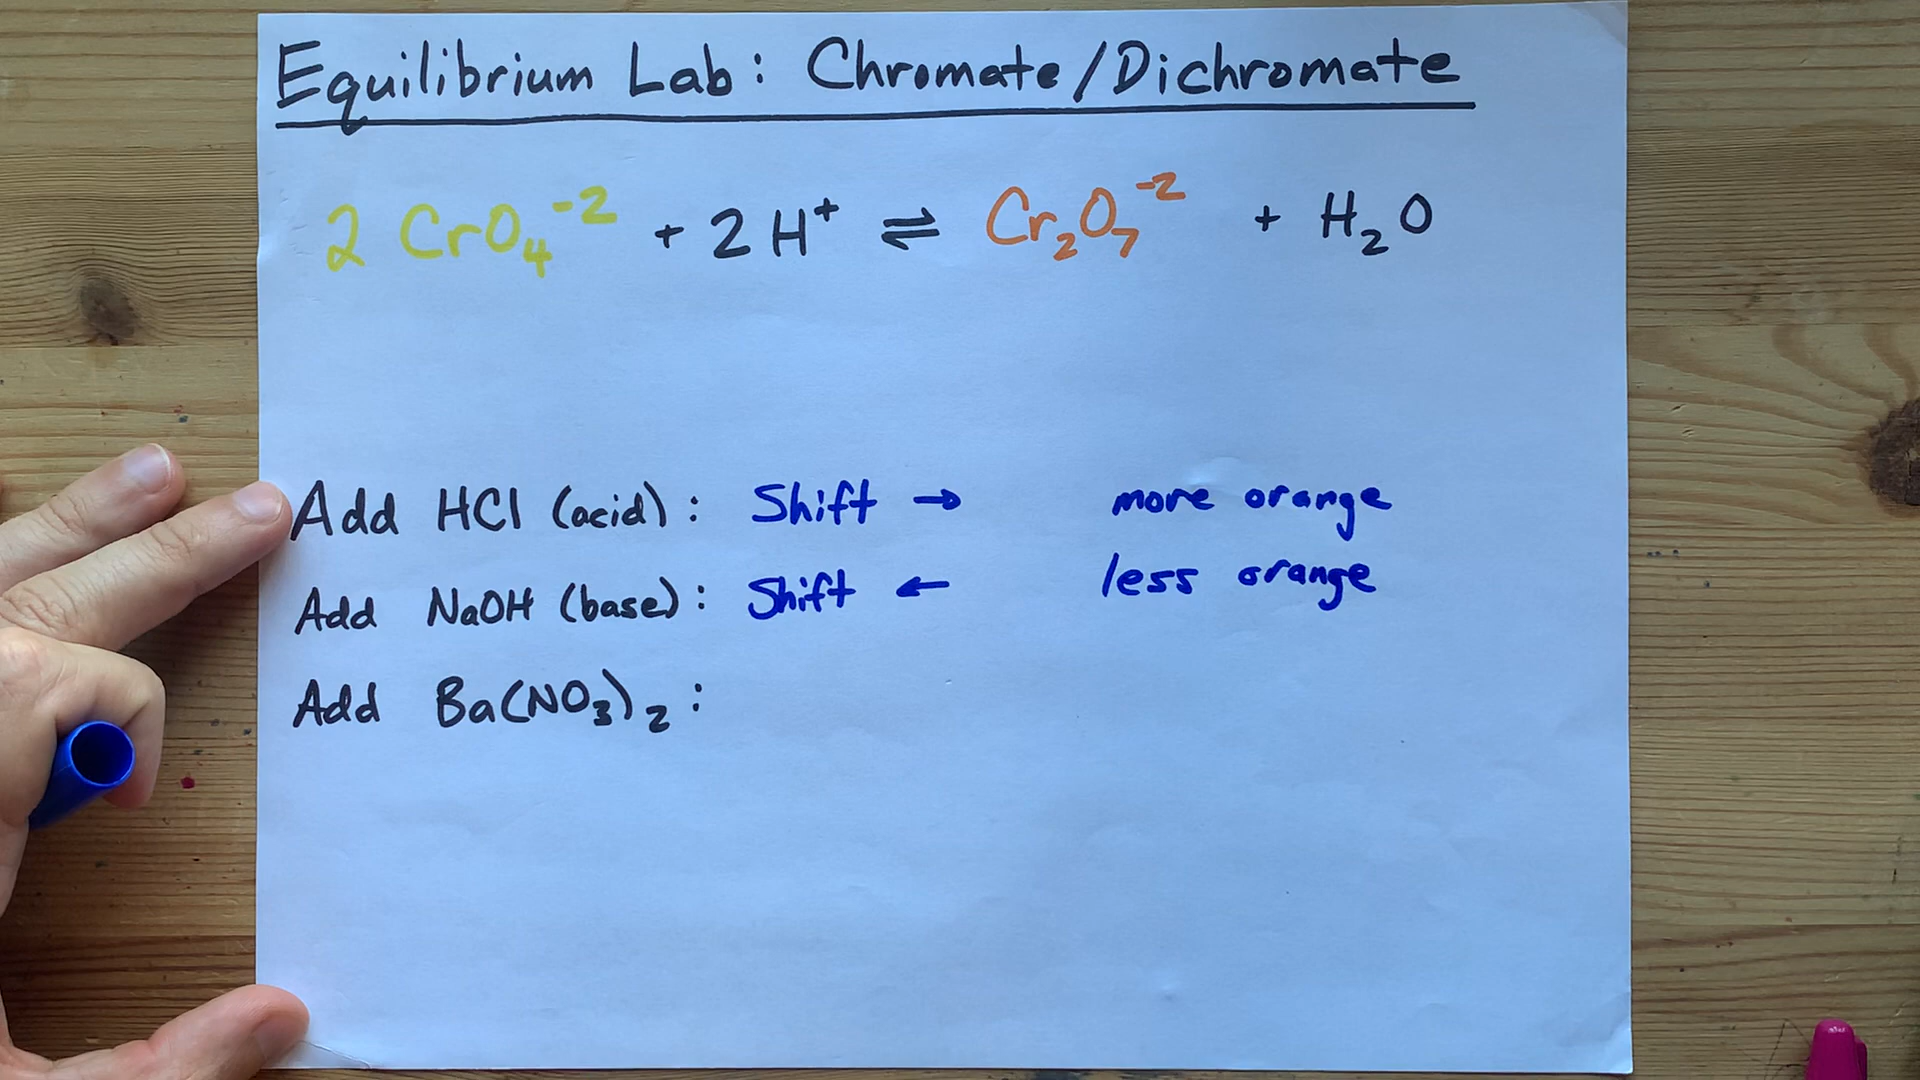 Equilibrium Lab: Chromate/Dichromate
2 CrO₄⁻² + 2H⁺ ⇌ Cr₂O₇⁻² + H₂O
Add HCl (acid): Shift → more orange
Add NaOH (base): Shift ← less orange
Add Ba(NO₃)₂: